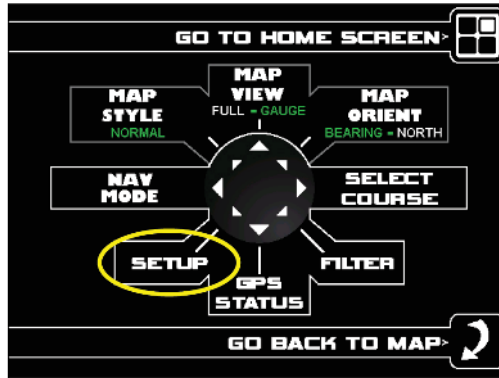 GO TO HOME SCREEN>
MAP
VIEW
FULL - GAUGE
MAP
STYLE
NORMAL
MAP
ORIENT
BEARING - NORTH
NAV
MODE
SELECT
COURSE
SETUP
GPS
STATUS
FILTER
GO BACK TO MAP>